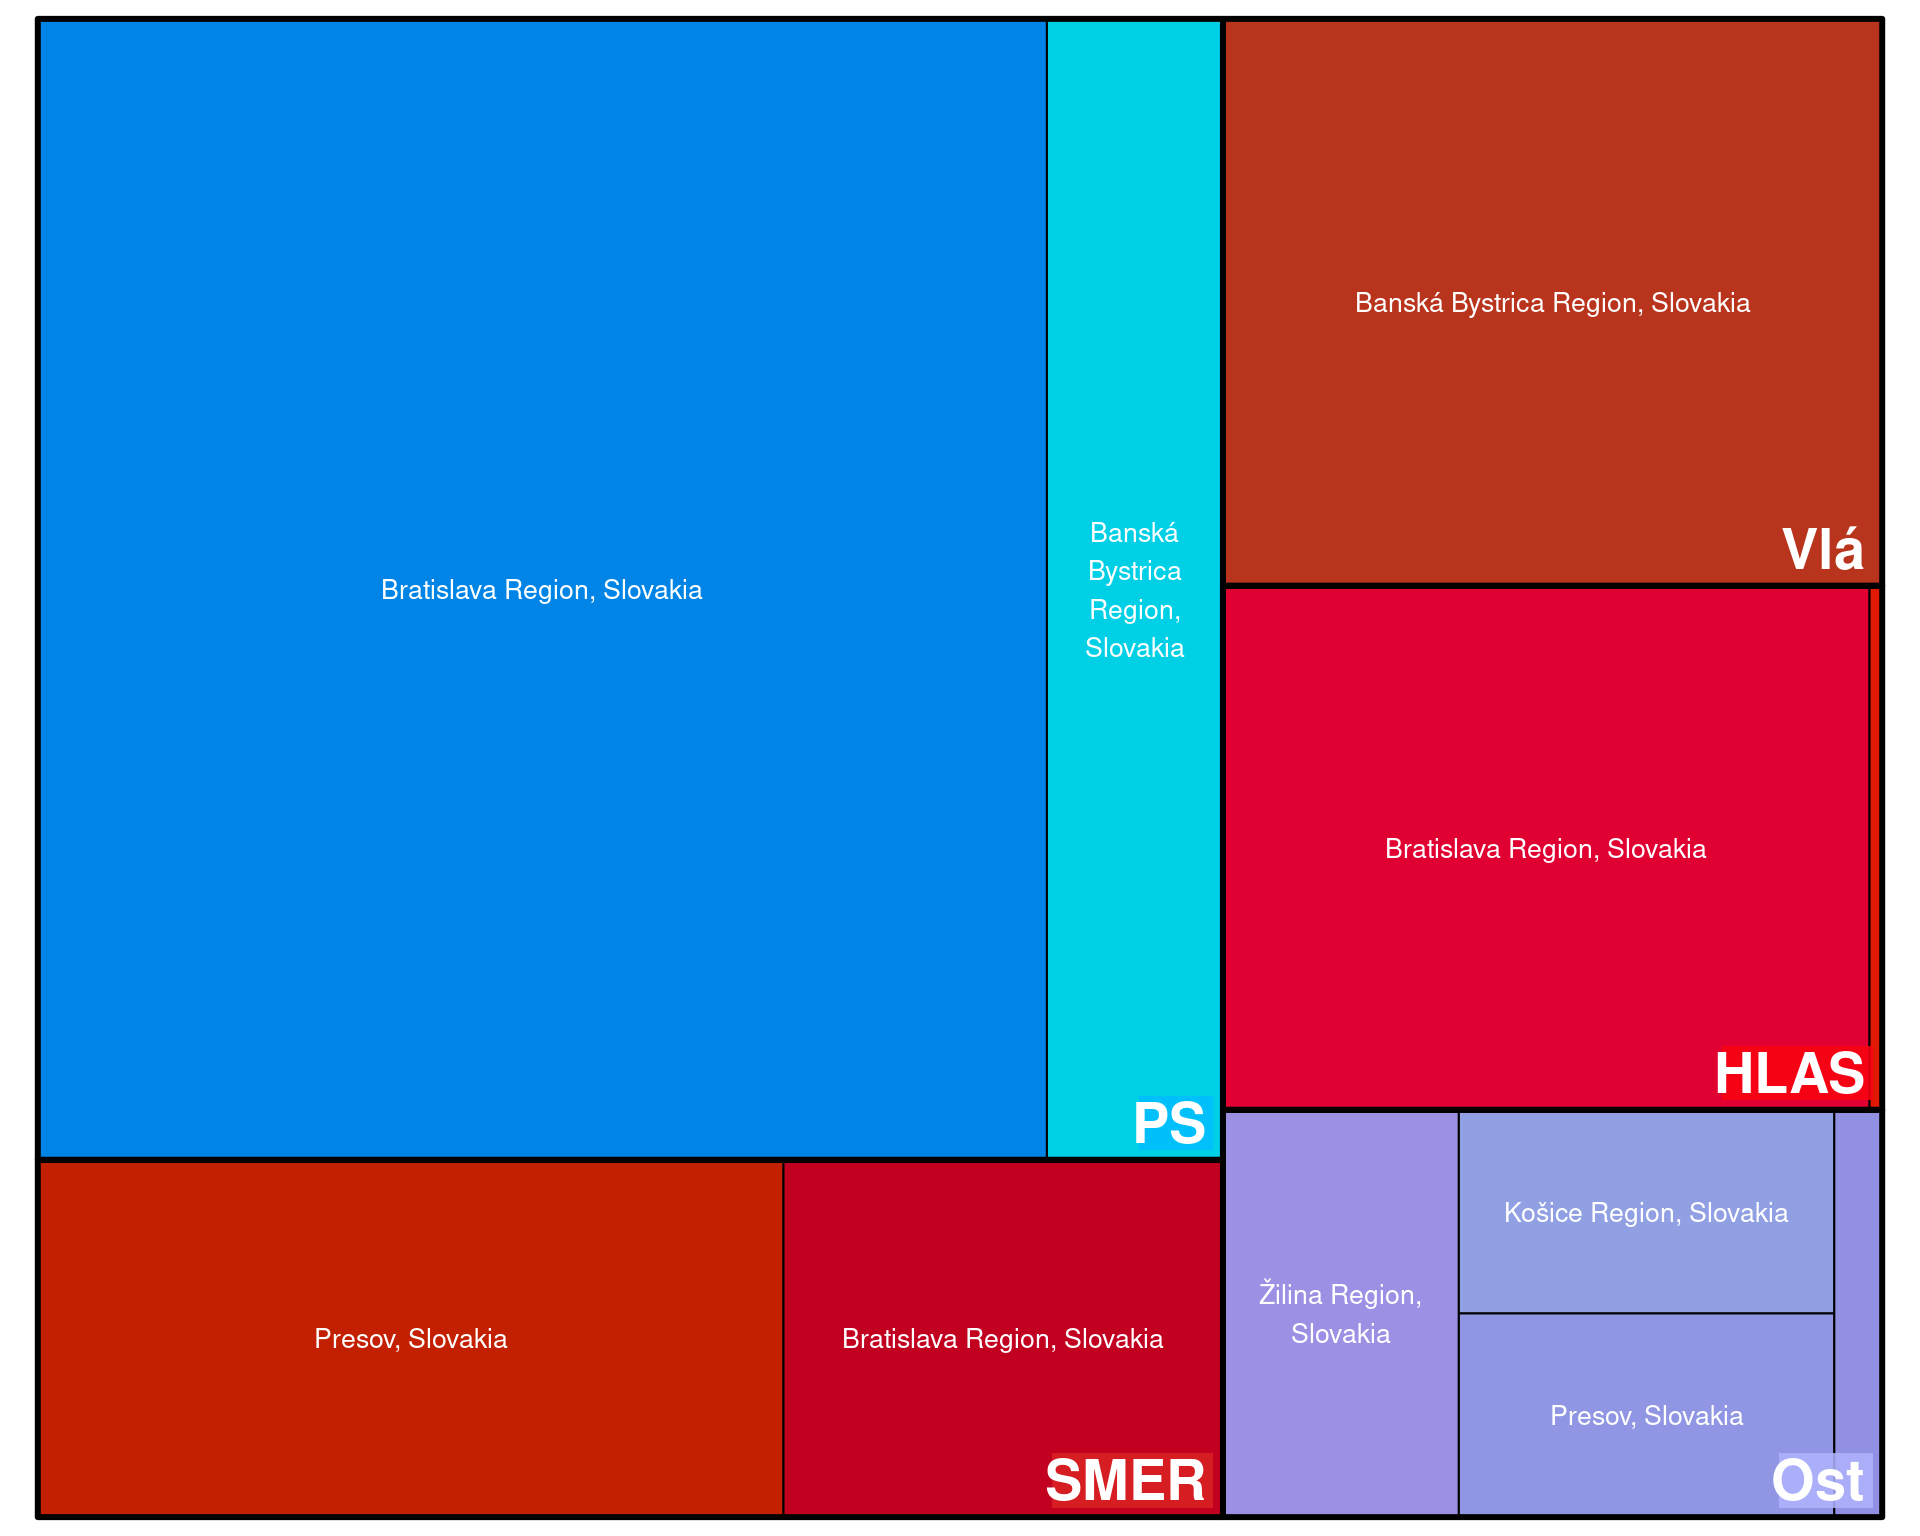 Bratislava Region, Slovakia
Banská
Bystrica
Region,
Slovakia
PS
Banská Bystrica Region, Slovakia
Vlá
Bratislava Region, Slovakia
HLAS
Presov, Slovakia
Bratislava Region, Slovakia
SMER
Žilina Region,
Slovakia
Košice Region, Slovakia
Presov, Slovakia
Ost